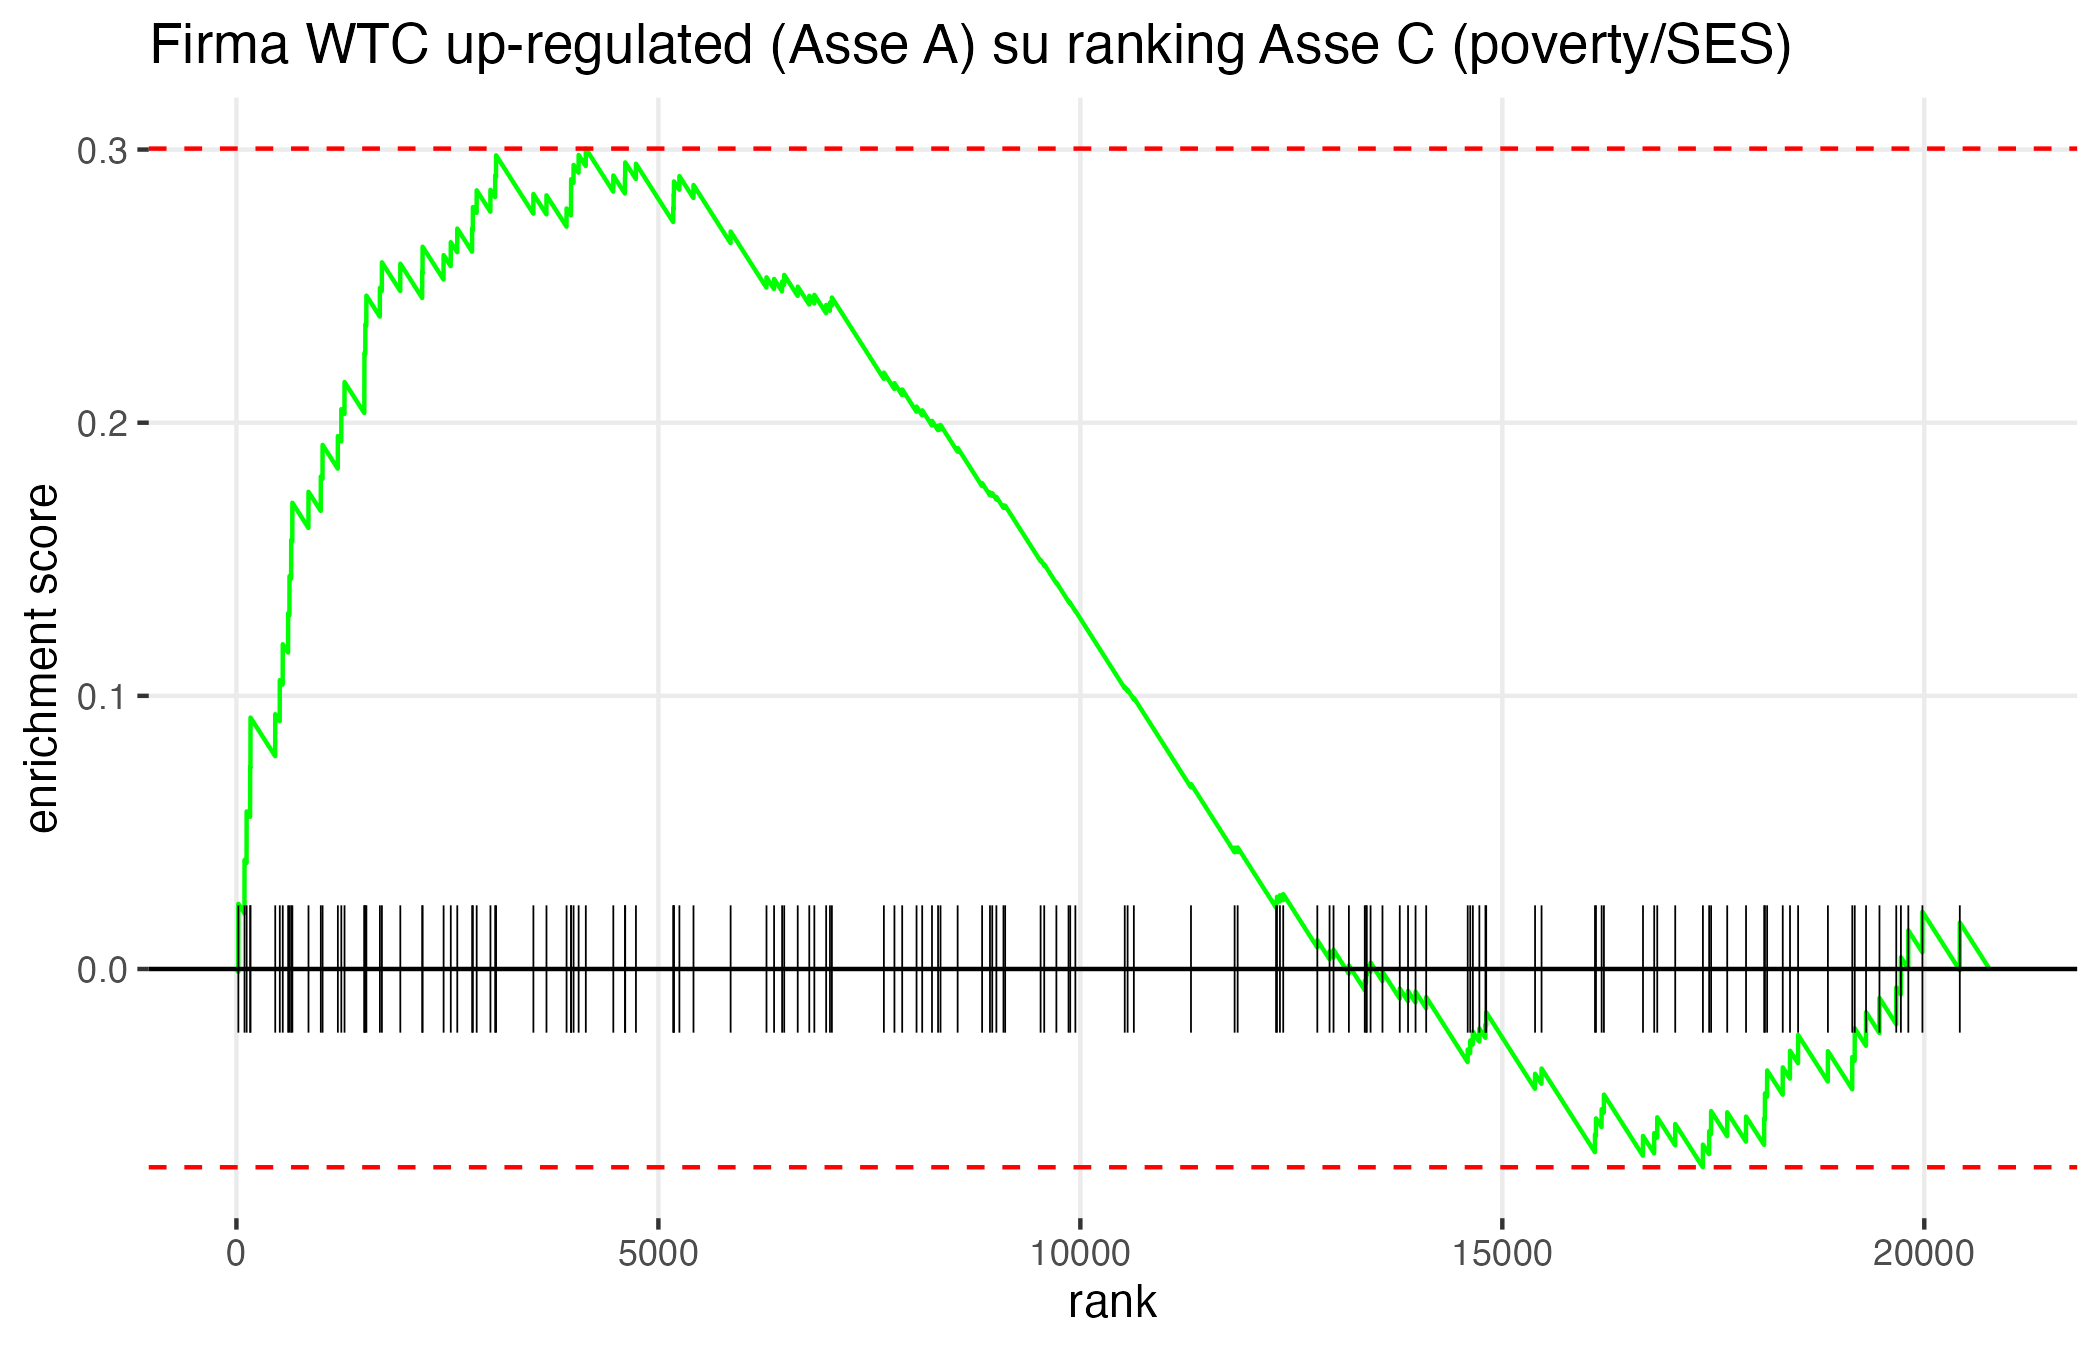 Firma WTC up-regulated (Asse A) su ranking Asse C (poverty/SES)
enrichment score
0.3
0.2
0.1
0.0
0 5000 10000 15000 20000
rank